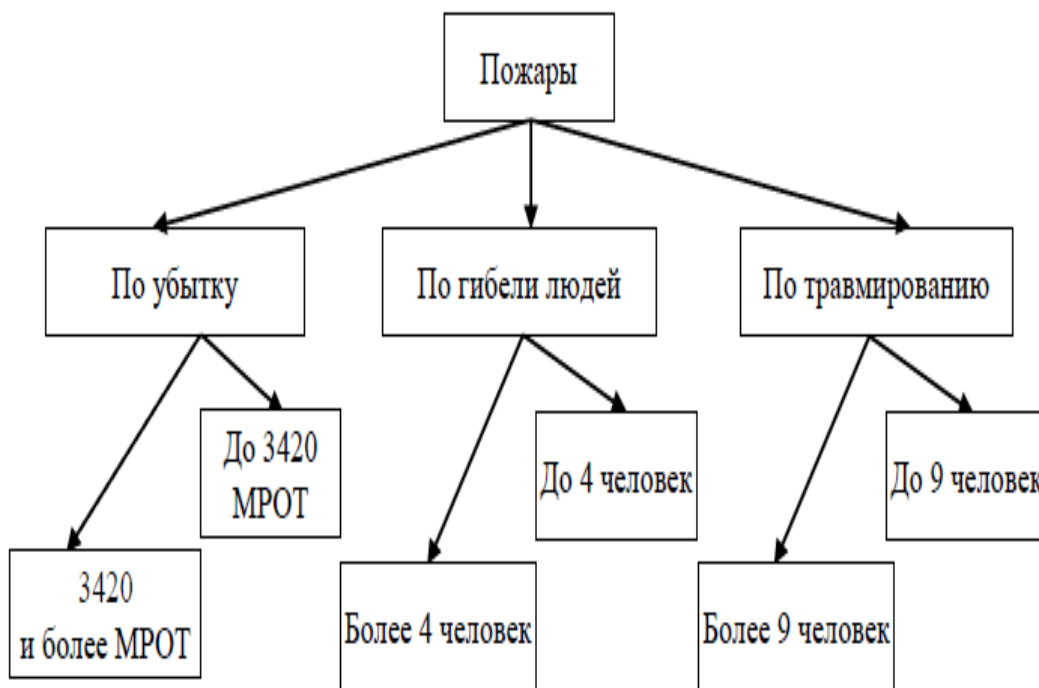 Пожары
По убытку
По гибели людей
По травмированию
До 3420
МРОТ
До 4 человек
До 9 человек
3420
и более МРОТ
Более 4 человек
Более 9 человек